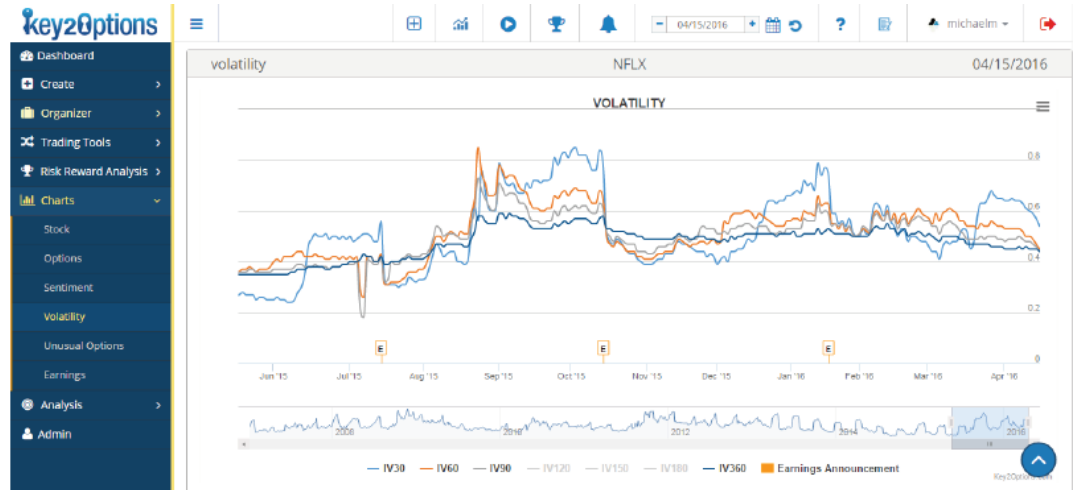 key2Options
04/15/2016
?
michaelm
Dashboard
Create
Organizer
Trading Tools
Risk Reward Analysis
Charts
Stock
Options
Sentiment
Volatility
Unusual Options
Earnings
Analysis
Admin
volatility NFLX 04/15/2016
VOLATILITY
0.8
0.6
0.4
0.2
0
E E E
Jun '15 Jul '15 Aug '15 Sep '15 Oct '15 Nov '15 Dec '15 Jan '16 Feb '16 Mar '16 Apr '16
2008 2010 2012 2014 2016
IV30 IV60 IV90 IV120 IV150 IV180 IV360 Earnings Announcement
Key2Options.com